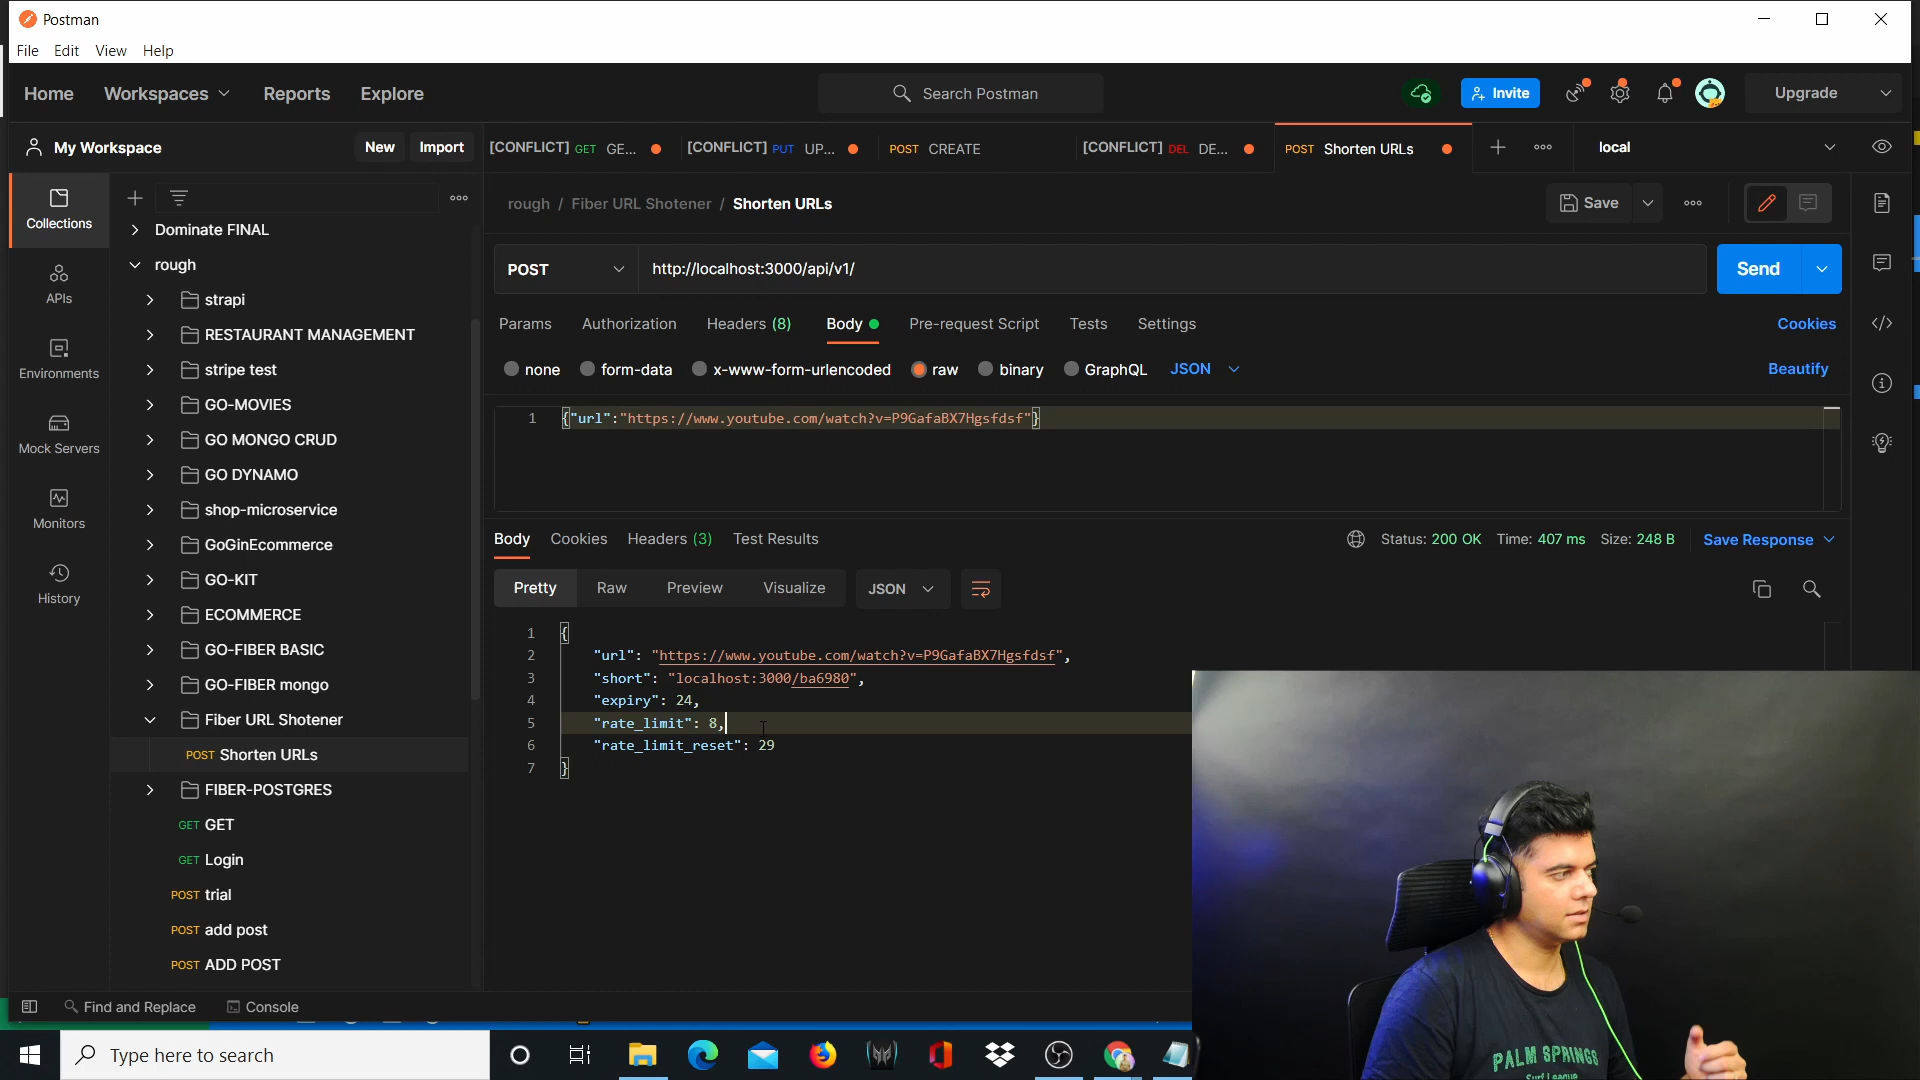 Postman
File Edit View Help
Home Workspaces Reports Explore
Search Postman
Invite
Upgrade
My Workspace
New Import
[CONFLICT] GET GE...
[CONFLICT] PUT UP...
POST CREATE
[CONFLICT] DEL DE...
POST Shorten URLs
local
Collections
APIs
Environments
Mock Servers
Monitors
History
Dominate FINAL
rough
strapi
RESTAURANT MANAGEMENT
stripe test
GO-MOVIES
GO MONGO CRUD
GO DYNAMO
shop-microservice
GoGinEcommerce
GO-KIT
ECOMMERCE
GO-FIBER BASIC
GO-FIBER mongo
Fiber URL Shotener
POST Shorten URLs
FIBER-POSTGRES
GET GET
GET Login
POST trial
POST add post
POST ADD POST
rough / Fiber URL Shotener / Shorten URLs
Save
POST
http://localhost:3000/api/v1/
Send
Params Authorization Headers (8) Body Pre-request Script Tests Settings
Cookies
none form-data x-www-form-urlencoded raw binary GraphQL JSON
Beautify
1 {"url":"https://www.youtube.com/watch?v=P9GafaBX7Hgsfdsf"}
Body Cookies Headers (3) Test Results
Status: 200 OK Time: 407 ms Size: 248 B
Save Response
Pretty Raw Preview Visualize JSON
1 {
2 "url": "https://www.youtube.com/watch?v=P9GafaBX7Hgsfdsf",
3 "short": "localhost:3000/ba6980",
4 "expiry": 24,
5 "rate_limit": 8,
6 "rate_limit_reset": 29
7 }
Find and Replace Console
Type here to search
PALM SPRINGS
Surf League